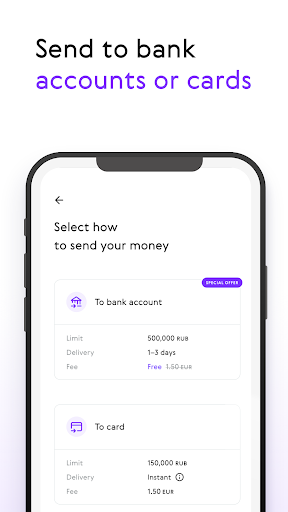 Send to bank
accounts or cards
Select how
to send your money
SPECIAL OFFER
To bank account
Limit 500,000 RUB
Delivery 1–3 days
Fee Free 1.50 EUR
To card
Limit 150,000 RUB
Delivery Instant
Fee 1.50 EUR